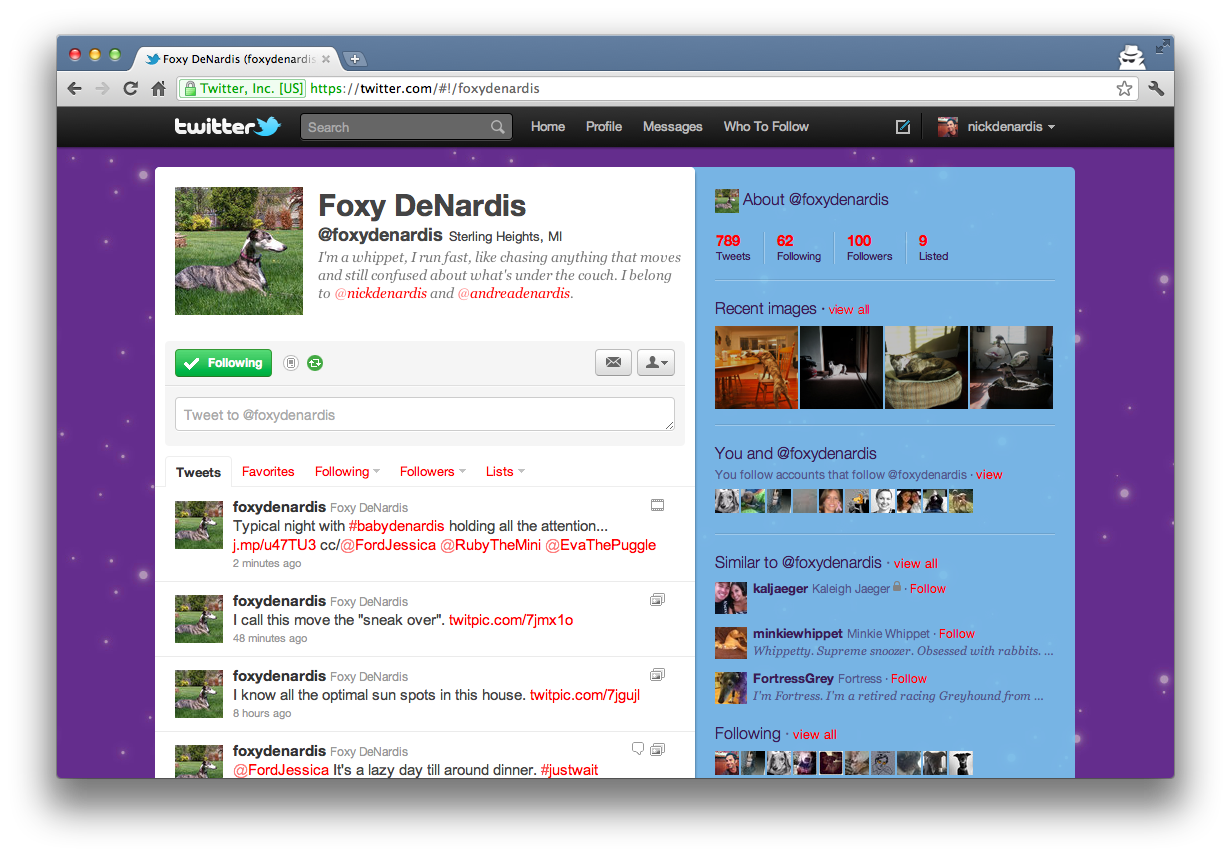 Foxy DeNardis (foxydenardis
Twitter, Inc. [US] https://twitter.com/#!/foxydenardis
twitter Search Home Profile Messages Who To Follow nickdenardis
Foxy DeNardis
@foxydenardis Sterling Heights, MI
I'm a whippet, I run fast, like chasing anything that moves
and still confused about what's under the couch. I belong
to @nickdenardis and @andreadenardis.
Following
Tweet to @foxydenardis
Tweets Favorites Following Followers Lists
foxydenardis Foxy DeNardis
Typical night with #babydenardis holding all the attention...
j.mp/u47TU3 cc/@FordJessica @RubyTheMini @EvaThePuggle
2 minutes ago
foxydenardis Foxy DeNardis
I call this move the "sneak over". twitpic.com/7jmx1o
48 minutes ago
foxydenardis Foxy DeNardis
I know all the optimal sun spots in this house. twitpic.com/7jgujl
8 hours ago
foxydenardis Foxy DeNardis
@FordJessica It's a lazy day till around dinner. #justwait
About @foxydenardis
789 62 100 9
Tweets Following Followers Listed
Recent images · view all
You and @foxydenardis
You follow accounts that follow @foxydenardis · view
Similar to @foxydenardis · view all
kaljaeger Kaleigh Jaeger · Follow
minkiewhippet Minkie Whippet · Follow
Whippetty. Supreme snoozer. Obsessed with rabbits. ...
FortressGrey Fortress · Follow
I'm Fortress. I'm a retired racing Greyhound from ...
Following · view all